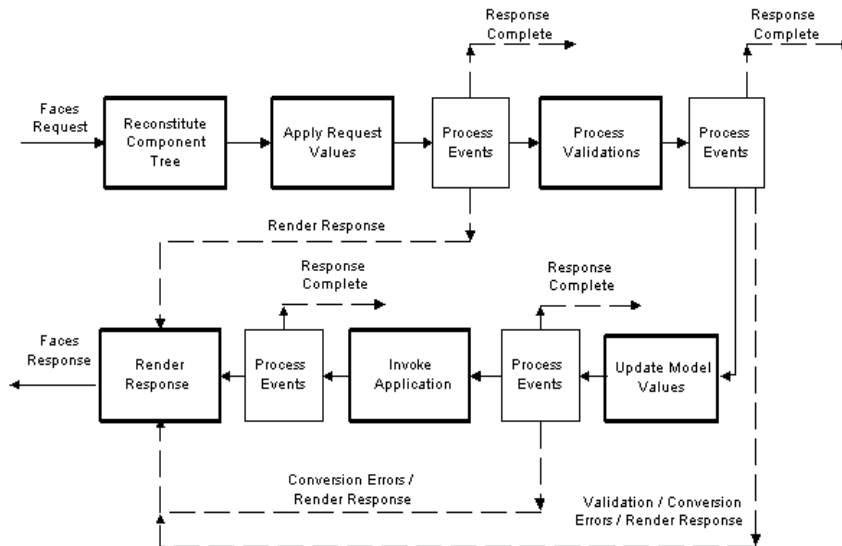 Response
Complete
Response
Complete
Faces
Request
Reconstitute
Component
Tree
Apply Request
Values
Process
Events
Process
Validations
Process
Events
Render Response
Response
Complete
Response
Complete
Faces
Response
Render
Response
Process
Events
Invoke
Application
Process
Events
Update Model
Values
Conversion Errors /
Render Response
Validation / Conversion
Errors / Render Response